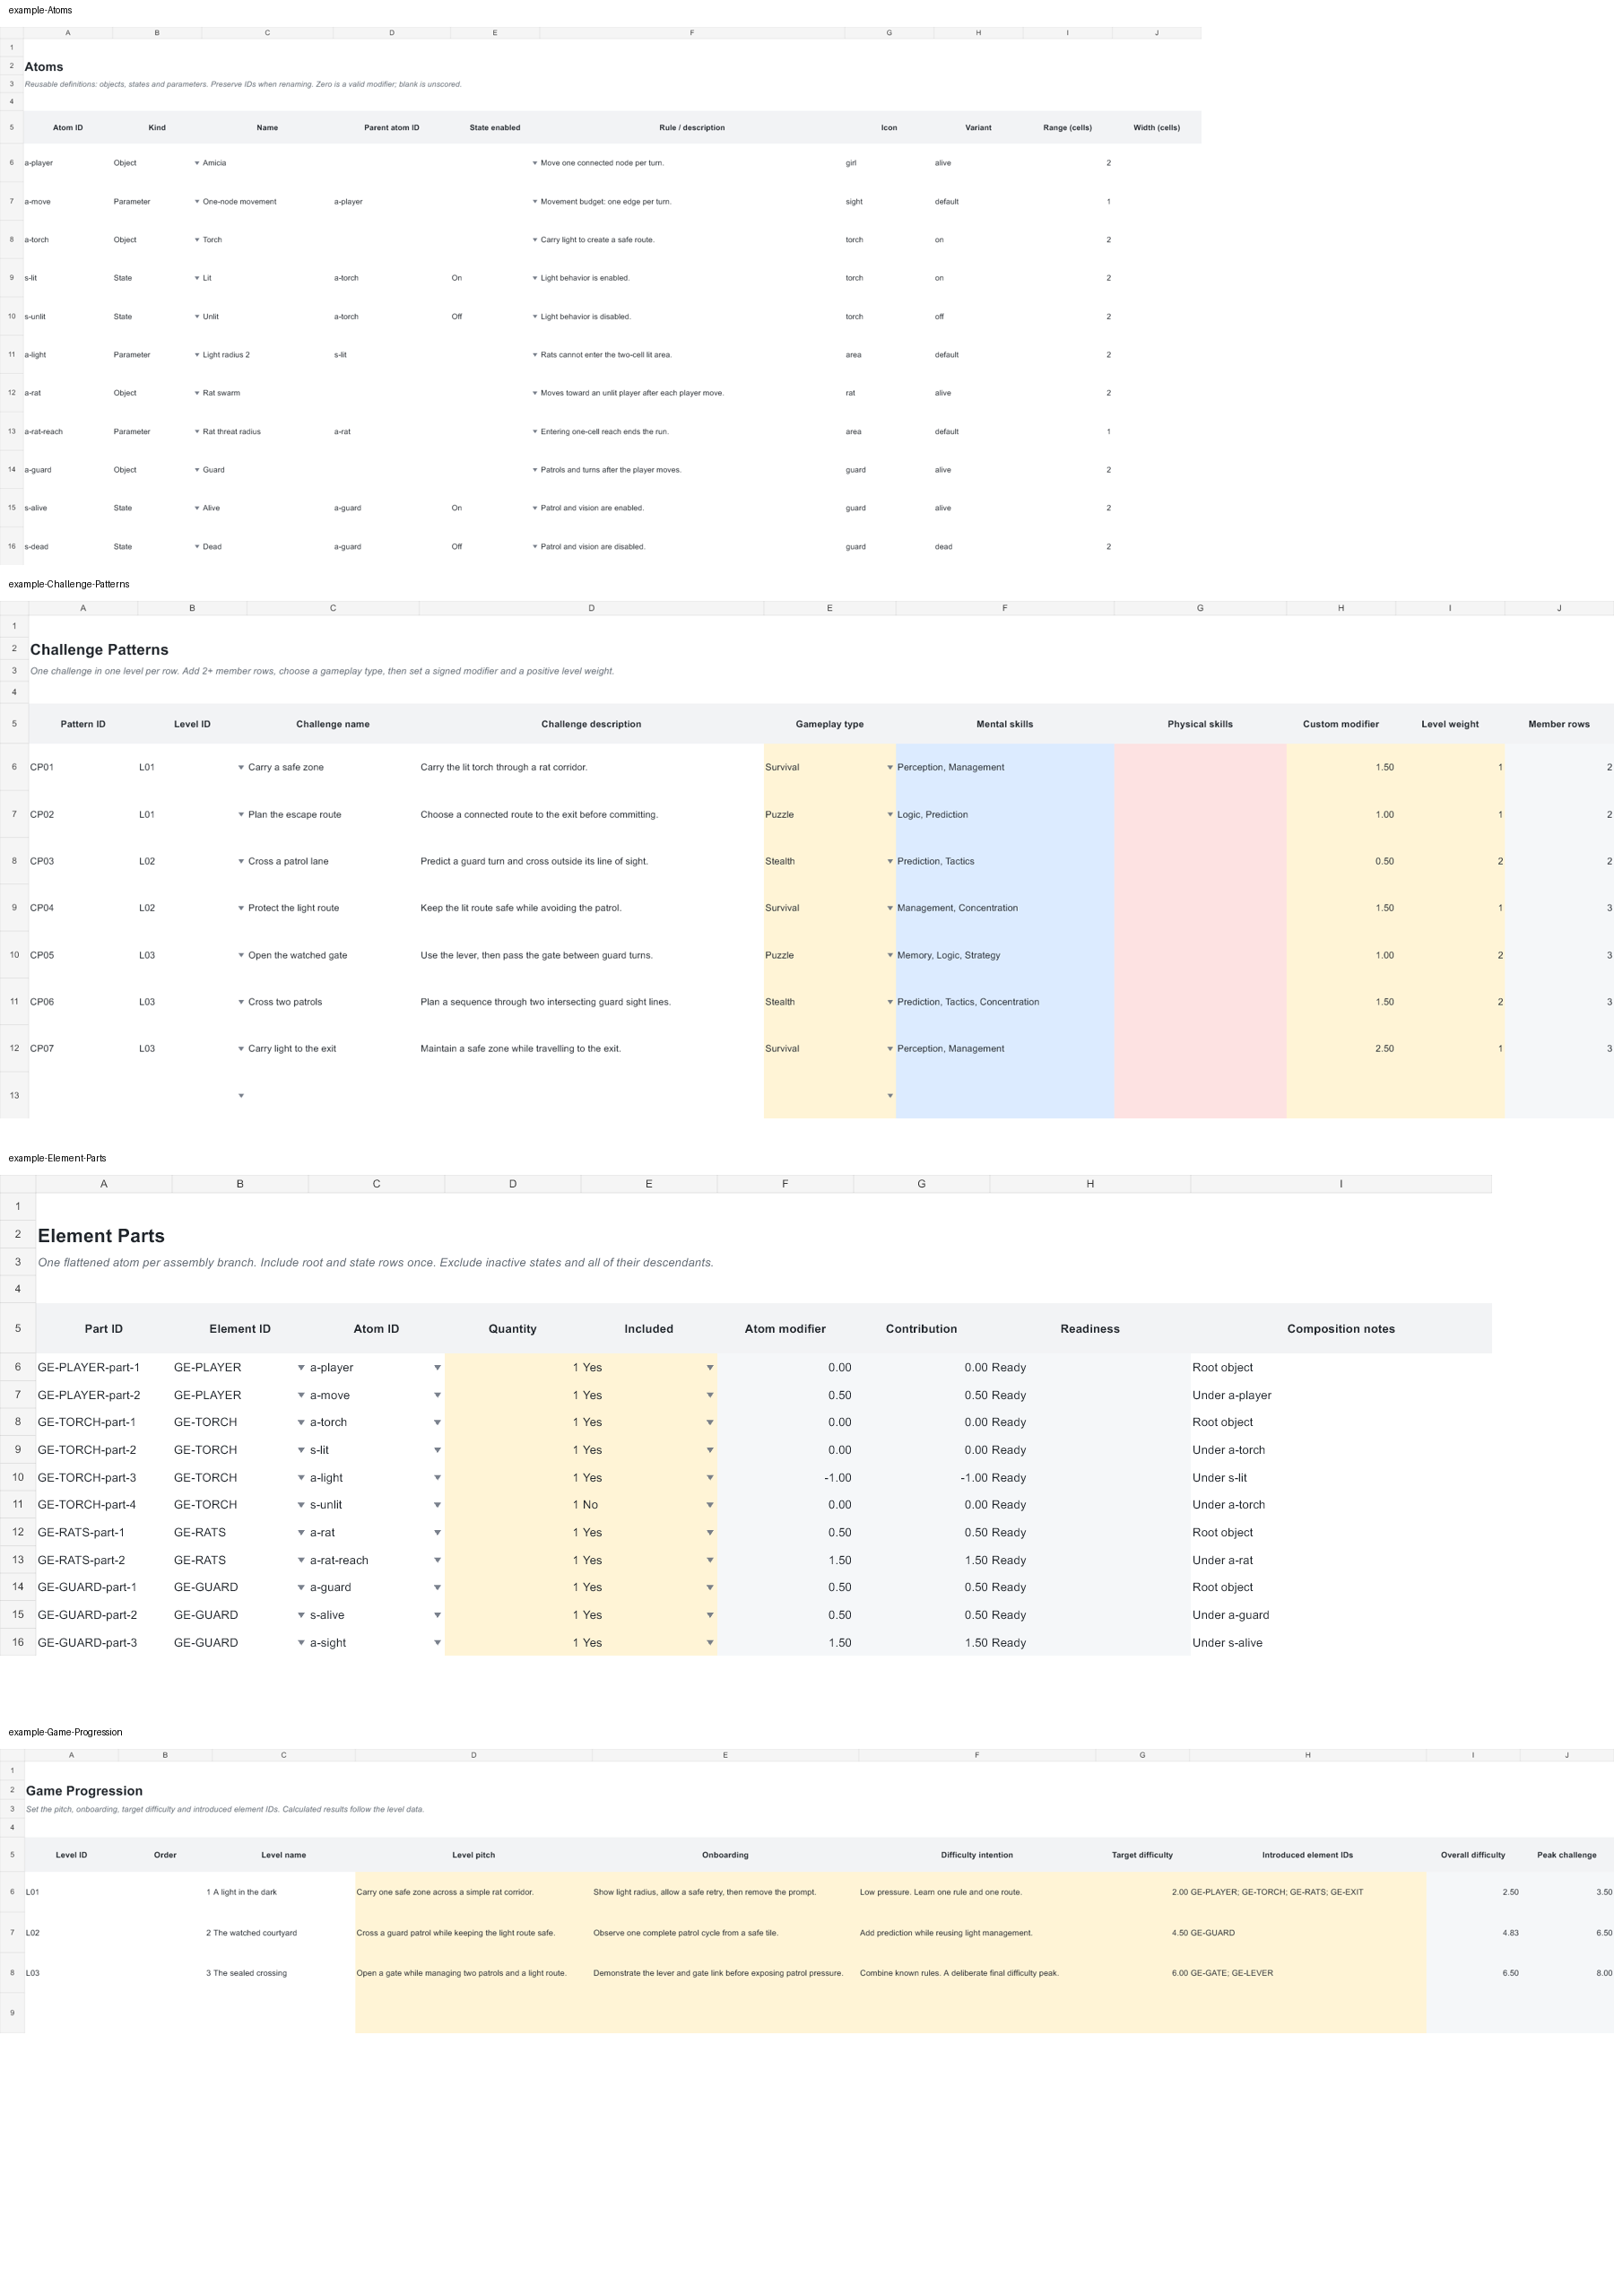 example-Atoms
A B C D E F G H I J
1
2 Atoms
3 Reusable definitions: objects, states and parameters. Preserve IDs when renaming. Zero is a valid modifier; blank is unscored.
4
5 Atom ID Kind Name Parent atom ID State enabled Rule / description Icon Variant Range (cells) Width (cells)
6 a-player Object Amicia Move one connected node per turn. girl alive 2
7 a-move Parameter One-node movement a-player Movement budget: one edge per turn. sight default 1
8 a-torch Object Torch Carry light to create a safe route. torch on 2
9 s-lit State Lit a-torch On Light behavior is enabled. torch on 2
10 s-unlit State Unlit a-torch Off Light behavior is disabled. torch off 2
11 a-light Parameter Light radius 2 s-lit Rats cannot enter the two-cell lit area. area default 2
12 a-rat Object Rat swarm Moves toward an unlit player after each player move. rat alive 2
13 a-rat-reach Parameter Rat threat radius a-rat Entering one-cell reach ends the run. area default 1
14 a-guard Object Guard Patrols and turns after the player moves. guard alive 2
15 s-alive State Alive a-guard On Patrol and vision are enabled. guard alive 2
16 s-dead State Dead a-guard Off Patrol and vision are disabled. guard dead 2
example-Challenge-Patterns
A B C D E F G H I J
1
2 Challenge Patterns
3 One challenge in one level per row. Add 2+ member rows, choose a gameplay type, then set a signed modifier and a positive level weight.
4
5 Pattern ID Level ID Challenge name Challenge description Gameplay type Mental skills Physical skills Custom modifier Level weight Member rows
6 CP01 L01 Carry a safe zone Carry the lit torch through a rat corridor. Survival Perception, Management 1.50 1 2
7 CP02 L01 Plan the escape route Choose a connected route to the exit before committing. Puzzle Logic, Prediction 1.00 1 2
8 CP03 L02 Cross a patrol lane Predict a guard turn and cross outside its line of sight. Stealth Prediction, Tactics 0.50 2 2
9 CP04 L02 Protect the light route Keep the lit route safe while avoiding the patrol. Survival Management, Concentration 1.50 1 3
10 CP05 L03 Open the watched gate Use the lever, then pass the gate between guard turns. Puzzle Memory, Logic, Strategy 1.00 2 3
11 CP06 L03 Cross two patrols Plan a sequence through two intersecting guard sight lines. Stealth Prediction, Tactics, Concentration 1.50 2 3
12 CP07 L03 Carry light to the exit Maintain a safe zone while travelling to the exit. Survival Perception, Management 2.50 1 3
13
example-Element-Parts
A B C D E F G H I
1
2 Element Parts
3 One flattened atom per assembly branch. Include root and state rows once. Exclude inactive states and all of their descendants.
4
5 Part ID Element ID Atom ID Quantity Included Atom modifier Contribution Readiness Composition notes
6 GE-PLAYER-part-1 GE-PLAYER a-player 1 Yes 0.00 0.00 Ready Root object
7 GE-PLAYER-part-2 GE-PLAYER a-move 1 Yes 0.50 0.50 Ready Under a-player
8 GE-TORCH-part-1 GE-TORCH a-torch 1 Yes 0.00 0.00 Ready Root object
9 GE-TORCH-part-2 GE-TORCH s-lit 1 Yes 0.00 0.00 Ready Under a-torch
10 GE-TORCH-part-3 GE-TORCH a-light 1 Yes -1.00 -1.00 Ready Under s-lit
11 GE-TORCH-part-4 GE-TORCH s-unlit 1 No 0.00 0.00 Ready Under a-torch
12 GE-RATS-part-1 GE-RATS a-rat 1 Yes 0.50 0.50 Ready Root object
13 GE-RATS-part-2 GE-RATS a-rat-reach 1 Yes 1.50 1.50 Ready Under a-rat
14 GE-GUARD-part-1 GE-GUARD a-guard 1 Yes 0.50 0.50 Ready Root object
15 GE-GUARD-part-2 GE-GUARD s-alive 1 Yes 0.50 0.50 Ready Under a-guard
16 GE-GUARD-part-3 GE-GUARD a-sight 1 Yes 1.50 1.50 Ready Under s-alive
example-Game-Progression
A B C D E F G H I J
1
2 Game Progression
3 Set the pitch, onboarding, target difficulty and introduced element IDs. Calculated results follow the level data.
4
5 Level ID Order Level name Level pitch Onboarding Difficulty intention Target difficulty Introduced element IDs Overall difficulty Peak challenge
6 L01 1 A light in the dark Carry one safe zone across a simple rat corridor. Show light radius, allow a safe retry, then remove the prompt. Low pressure. Learn one rule and one route. 2.00 GE-PLAYER; GE-TORCH; GE-RATS; GE-EXIT 2.50 3.50
7 L02 2 The watched courtyard Cross a guard patrol while keeping the light route safe. Observe one complete patrol cycle from a safe tile. Add prediction while reusing light management. 4.50 GE-GUARD 4.83 6.50
8 L03 3 The sealed crossing Open a gate while managing two patrols and a light route. Demonstrate the lever and gate link before exposing patrol pressure. Combine known rules. A deliberate final difficulty peak. 6.00 GE-GATE; GE-LEVER 6.50 8.00
9